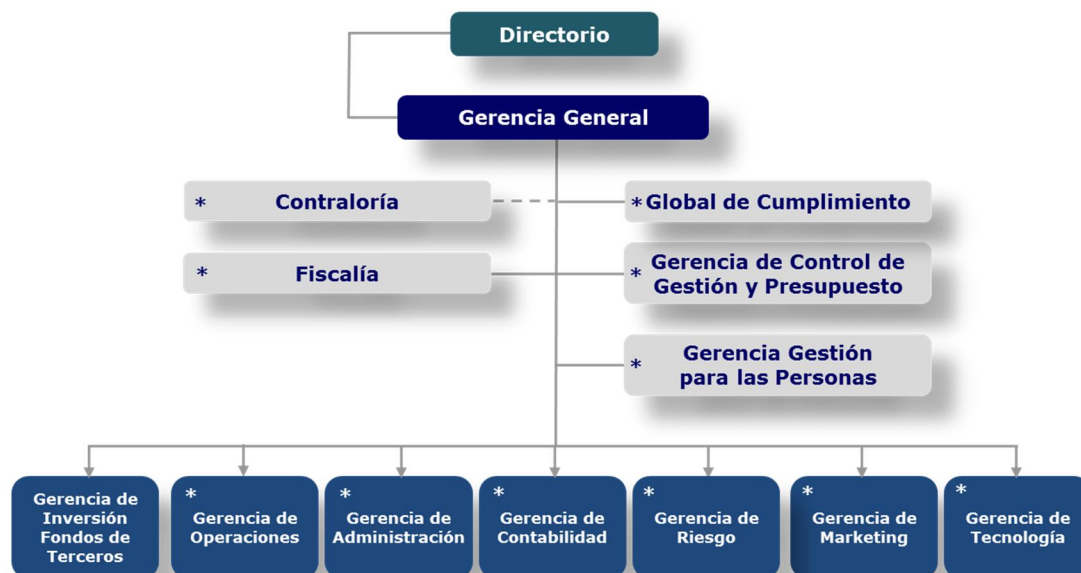 Directorio
Gerencia General
* Contraloría
* Global de Cumplimiento
* Fiscalía
* Gerencia de Control de
Gestión y Presupuesto
* Gerencia Gestión
para las Personas
Gerencia de
Inversión
Fondos de
Terceros
*
Gerencia de
Operaciones
*
Gerencia de
Administración
*
Gerencia de
Contabilidad
*
Gerencia de
Riesgo
*
Gerencia de
Marketing
*
Gerencia de
Tecnología